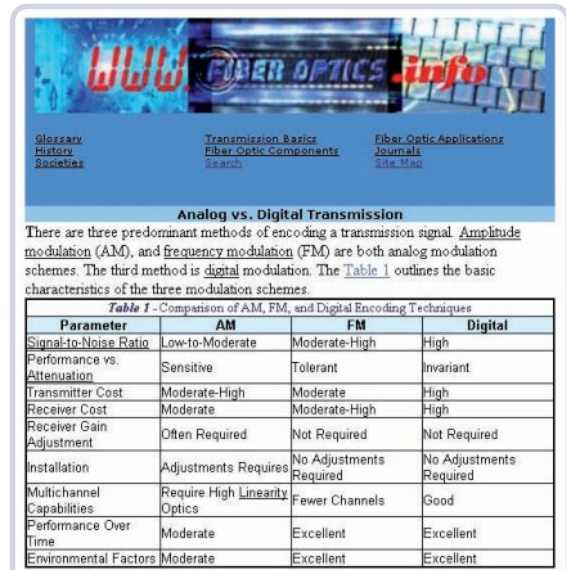 WWW. FIBER OPTICS .info
Glossary Transmission Basics Fiber Optic Applications
History Fiber Optic Components Journals
Societies Search Site Map
Analog vs. Digital Transmission
There are three predominant methods of encoding a transmission signal. Amplitude
modulation (AM), and frequency modulation (FM) are both analog modulation
schemes. The third method is digital modulation. The Table 1 outlines the basic
characteristics of the three modulation schemes.
Table 1 - Comparison of AM, FM, and Digital Encoding Techniques
Parameter AM FM Digital
Signal-to-Noise Ratio Low-to-Moderate Moderate-High High
Performance vs.
Attenuation Sensitive Tolerant Invariant
Transmitter Cost Moderate-High Moderate High
Receiver Cost Moderate Moderate-High High
Receiver Gain
Adjustment Often Required Not Required Not Required
Installation Adjustments Requires No Adjustments
Required No Adjustments
Required
Multichannel
Capabilities Require High Linearity
Optics Fewer Channels Good
Performance Over
Time Moderate Excellent Excellent
Environmental Factors Moderate Excellent Excellent